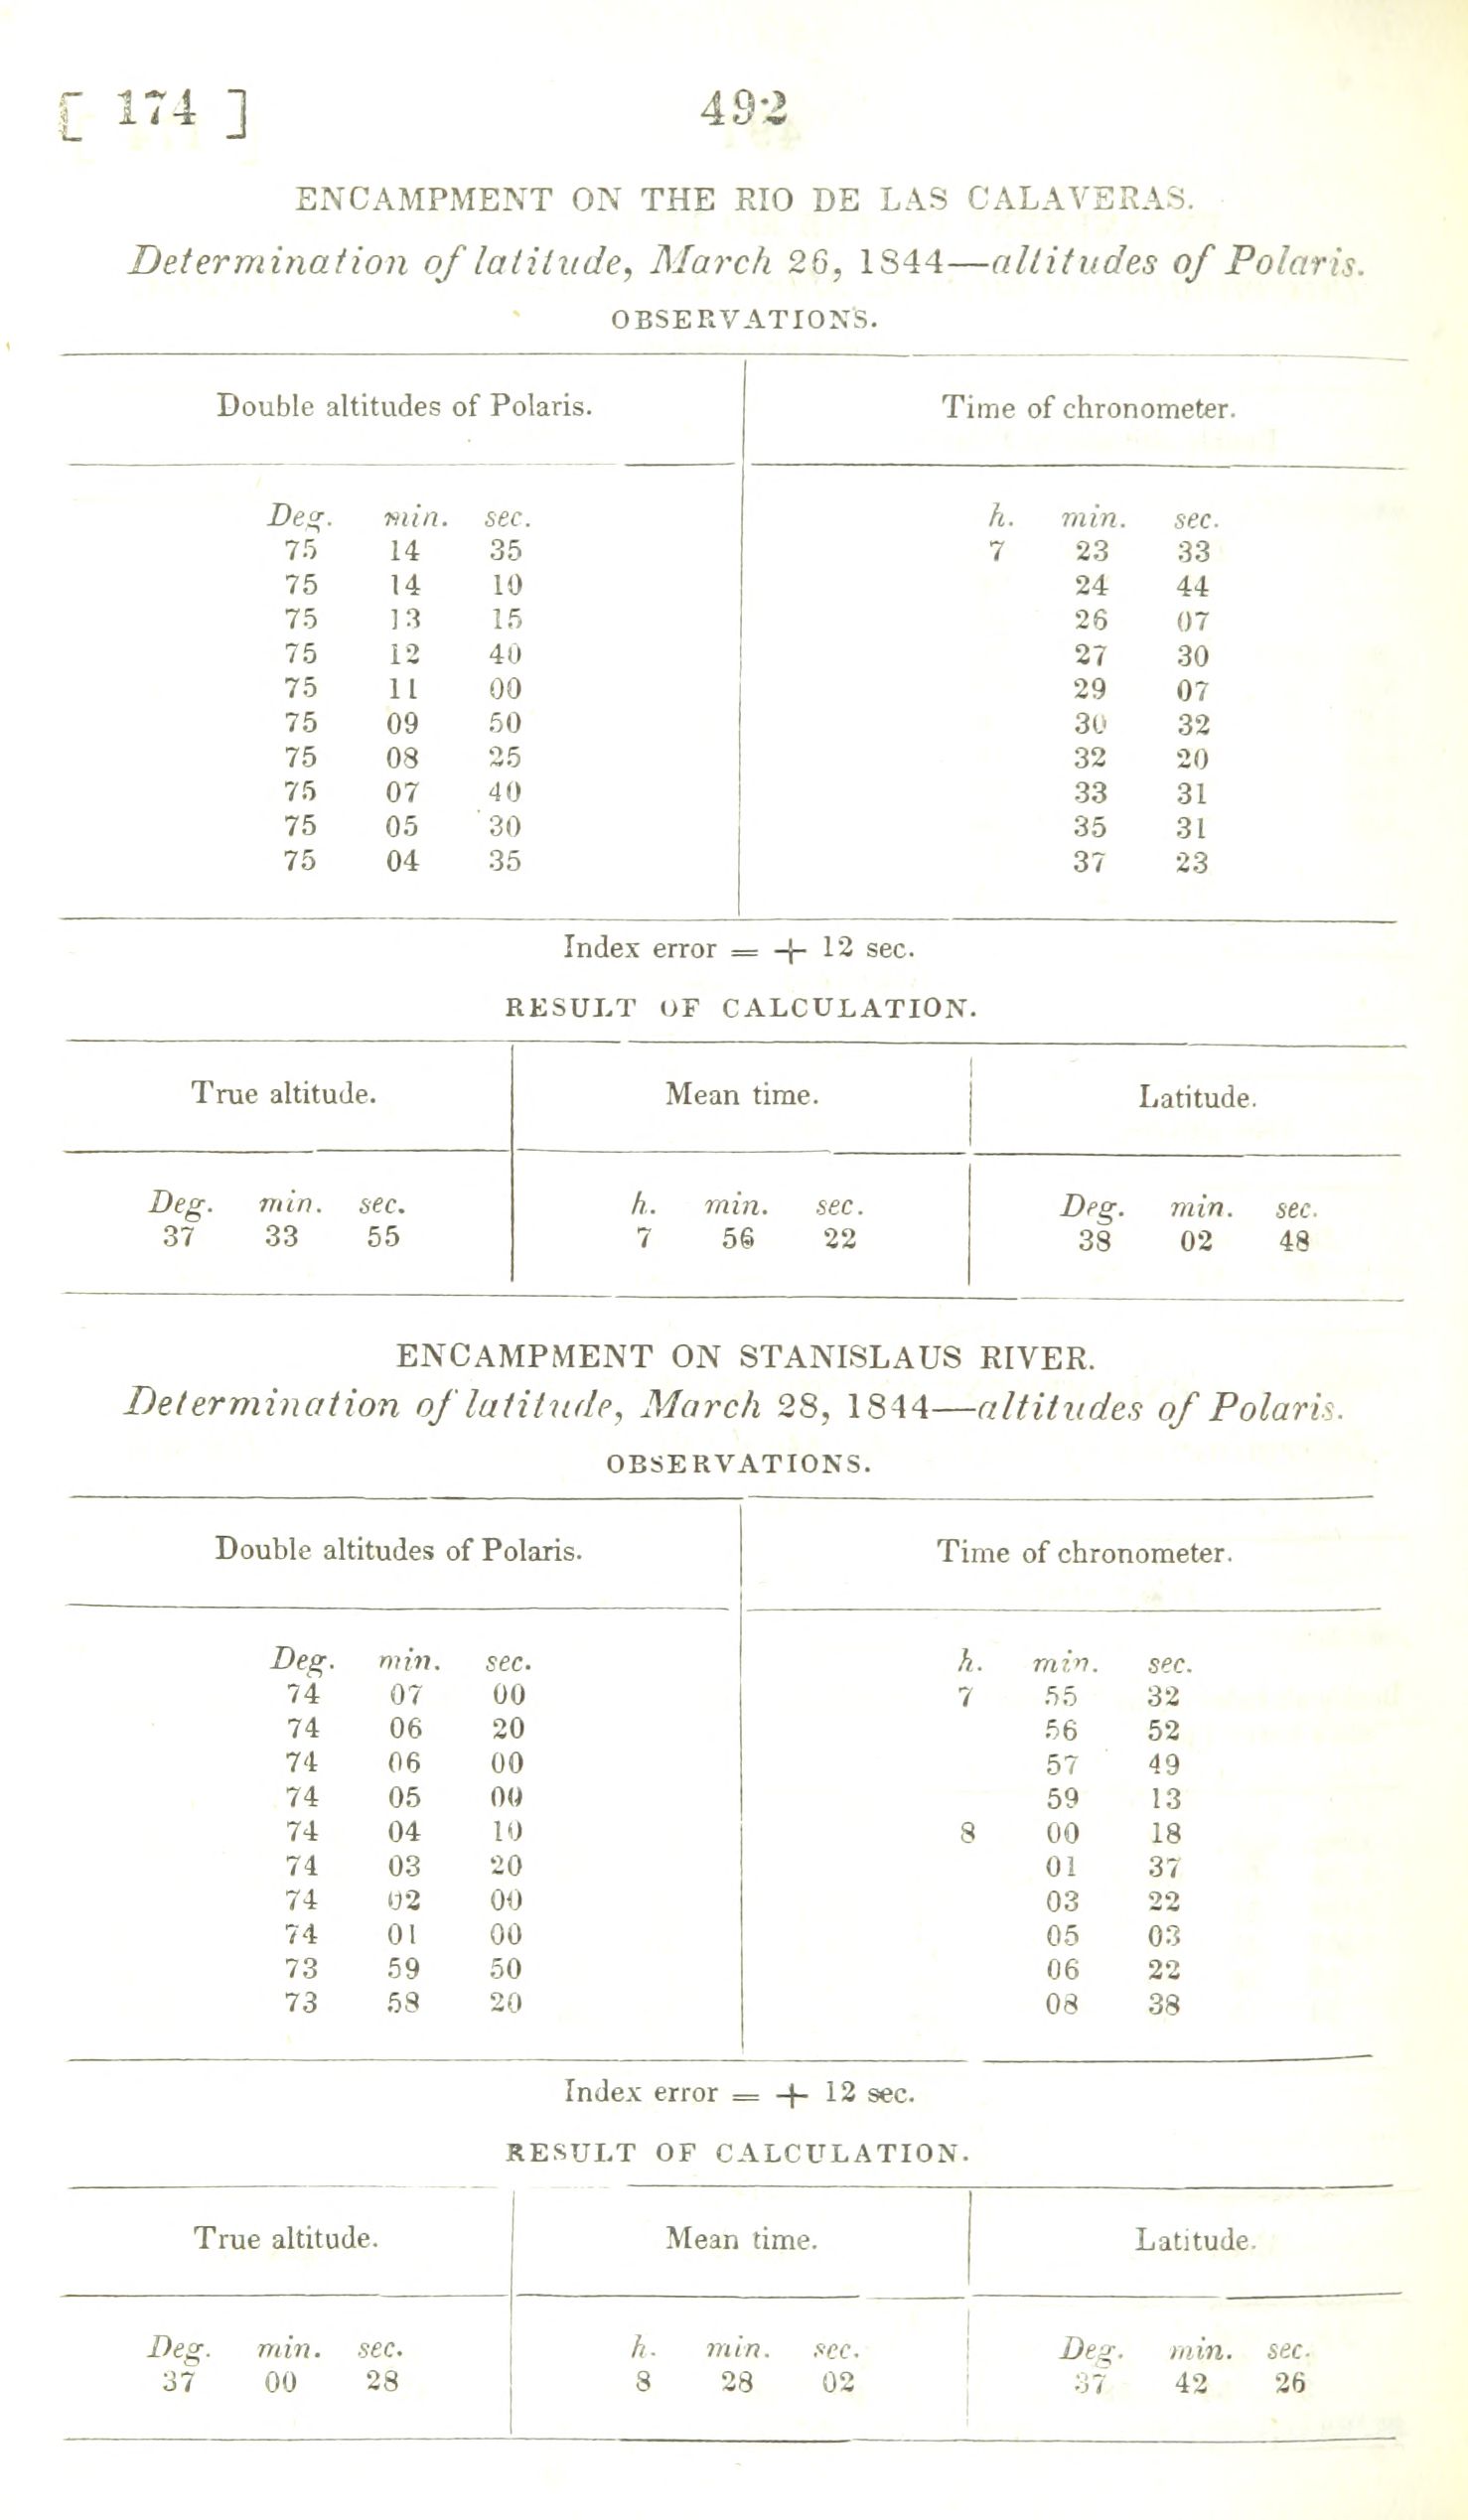 [ 174 ] 492
ENCAMPMENT ON THE RIO DE LAS CALAVERAS.
Determination of latitude, March 26, 1844—altitudes of Polaris.
OBSERVATIONS.
Double altitudes of Polaris. Time of chronometer.
Deg. min. sec. h. min. sec.
75 14 35 7 23 33
75 14 10 24 44
75 13 15 26 07
75 12 40 27 30
75 11 00 29 07
75 09 50 30 32
75 08 25 32 20
75 07 40 33 31
75 05 30 35 31
75 04 35 37 23
Index error = + 12 sec.
RESULT OF CALCULATION.
True altitude. Mean time. Latitude.
Deg. min. sec. h. min. sec. Deg. min. sec.
37 33 55 7 56 22 38 02 48
ENCAMPMENT ON STANISLAUS RIVER.
Determination of latitude, March 28, 1844—altitudes of Polaris.
OBSERVATIONS.
Double altitudes of Polaris. Time of chronometer.
Deg. min. sec. h. min. sec.
74 07 00 7 55 32
74 06 20 56 52
74 06 00 57 49
74 05 00 59 13
74 04 10 8 00 18
74 03 20 01 37
74 02 00 03 22
74 01 00 05 03
73 59 50 06 22
73 58 20 08 38
Index error = + 12 sec.
RESULT OF CALCULATION.
True altitude. Mean time. Latitude.
Deg. min. sec. h. min. sec. Deg. min. sec.
37 00 28 8 28 02 37 42 26